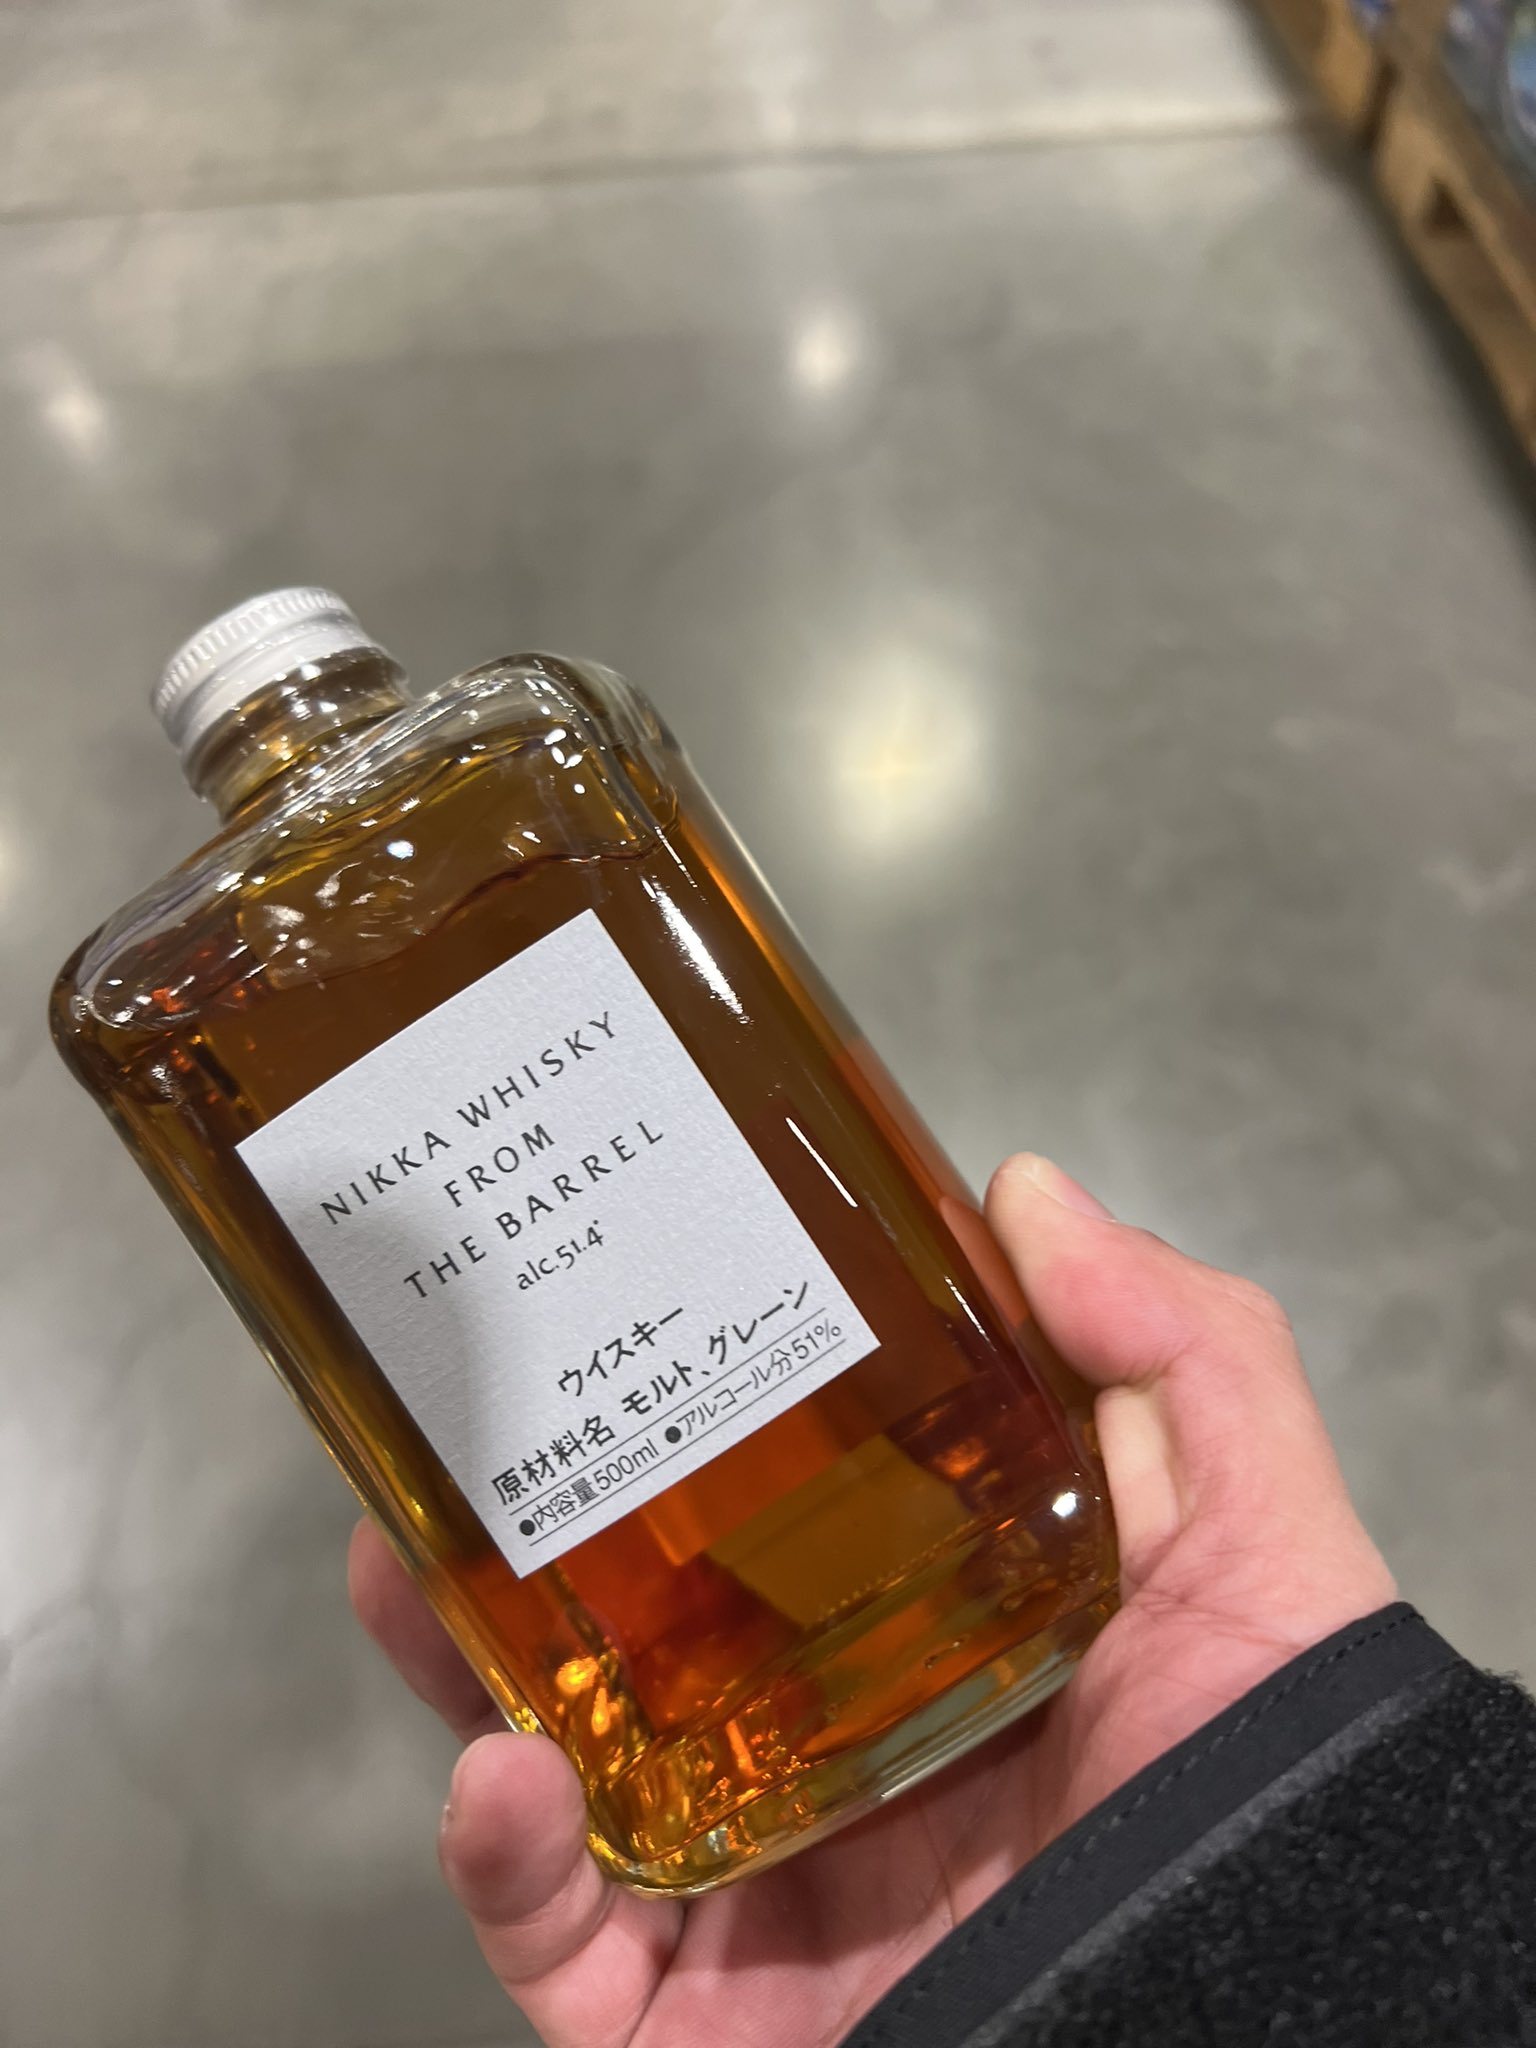 NIKKA WHISKY
FROM
THE BARREL
alc.51.4°
ウイスキー
原材料名 モルト、グレーン
●内容量500ml ●アルコール分51%